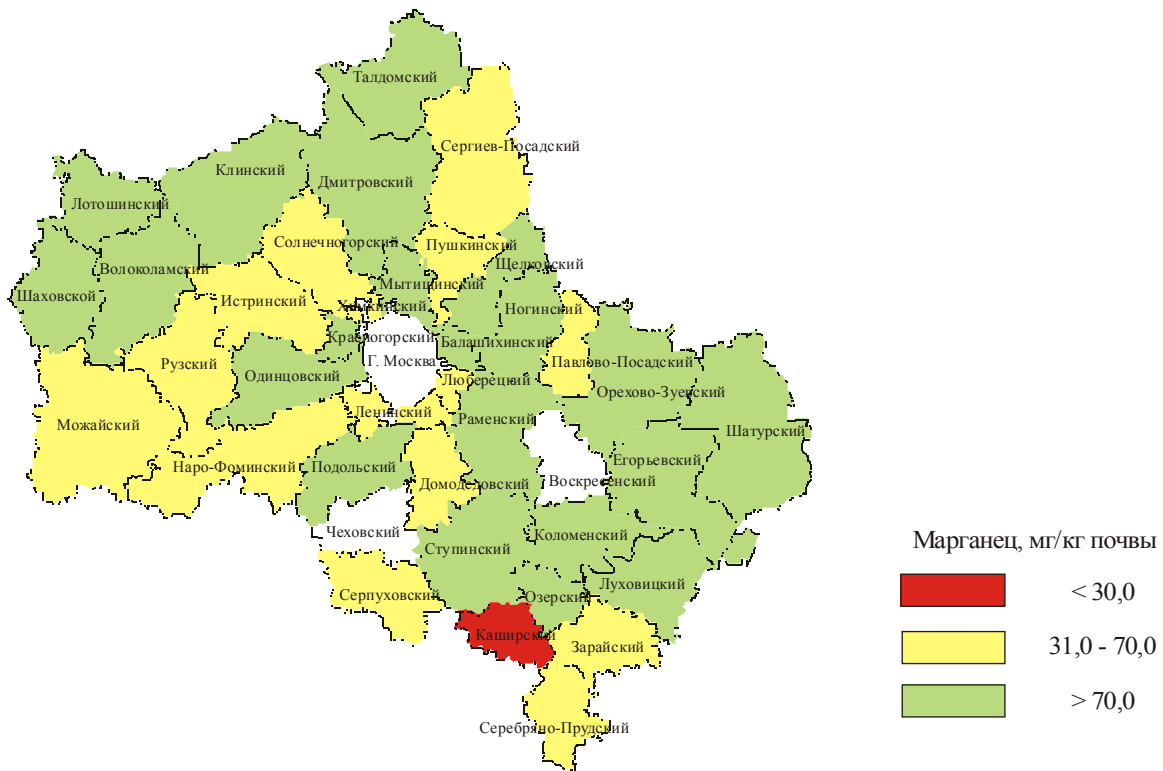 Талдомский
Сергиев-Посадский
Клинский
Дмитровский
Лотошинский
Солнечногорский
Пушкинский
Щелковский
Волоколамский
Мытищинский
Шаховской
Истринский
Химкинский
Ногинский
Красногорский
Балашихинский
Г. Москва
Рузский
Павлово-Посадский
Одинцовский
Люберецкий
Орехово-Зуевский
Ленинский
Раменский
Можайский
Шатурский
Наро-Фоминский
Подольский
Егорьевский
Домодедовский
Воскресенский
Чеховский
Коломенский
Ступинский
Луховицкий
Серпуховский
Озерский
Каширский
Зарайский
Серебряно-Прудский
Марганец, мг/кг почвы
< 30,0
31,0 - 70,0
> 70,0